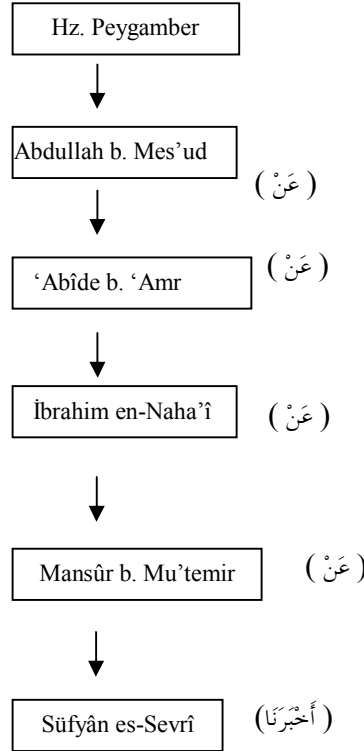 Hz. Peygamber
Abdullah b. Mes’ud
( عَنْ )
‘Abîde b. ‘Amr
( عَنْ )
İbrahim en-Naha’î
( عَنْ )
Mansûr b. Mu’temir
( عَنْ )
Süfyân es-Sevrî
(أَخْبَرَنَا )